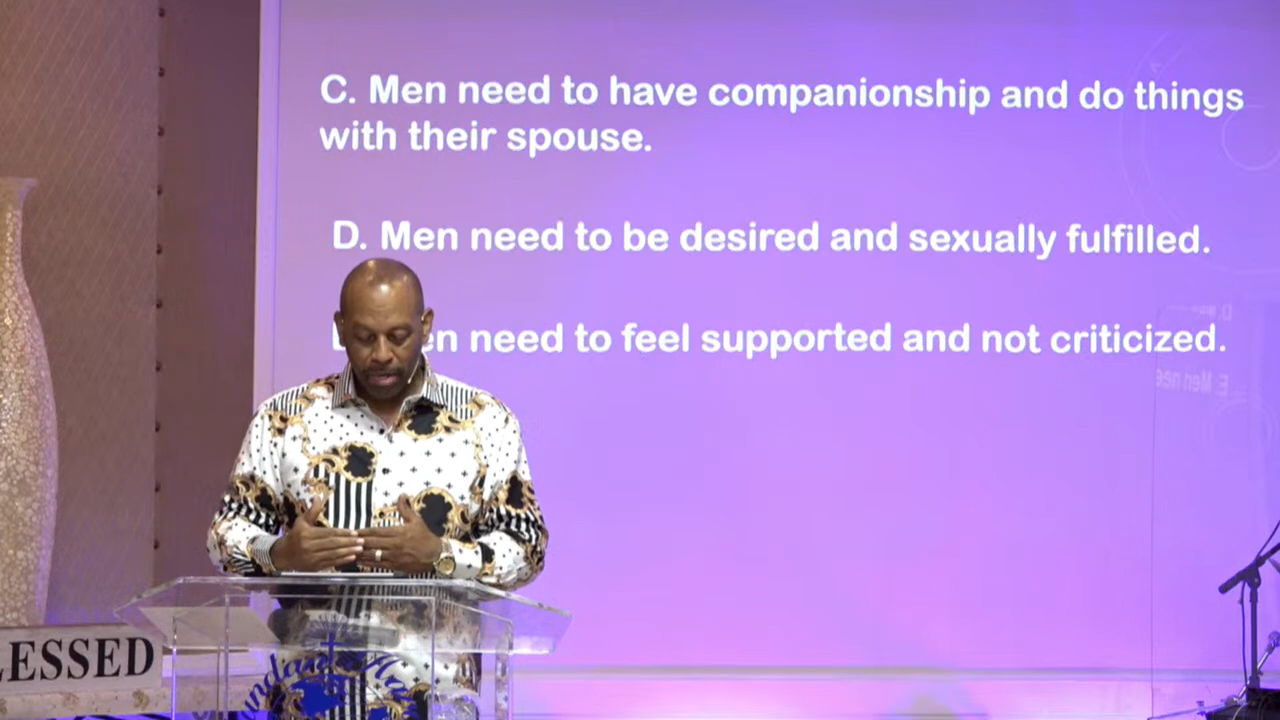 C. Men need to have companionship and do things
with their spouse.
D. Men need to be desired and sexually fulfilled.
need to feel supported and not criticized.
LESSED